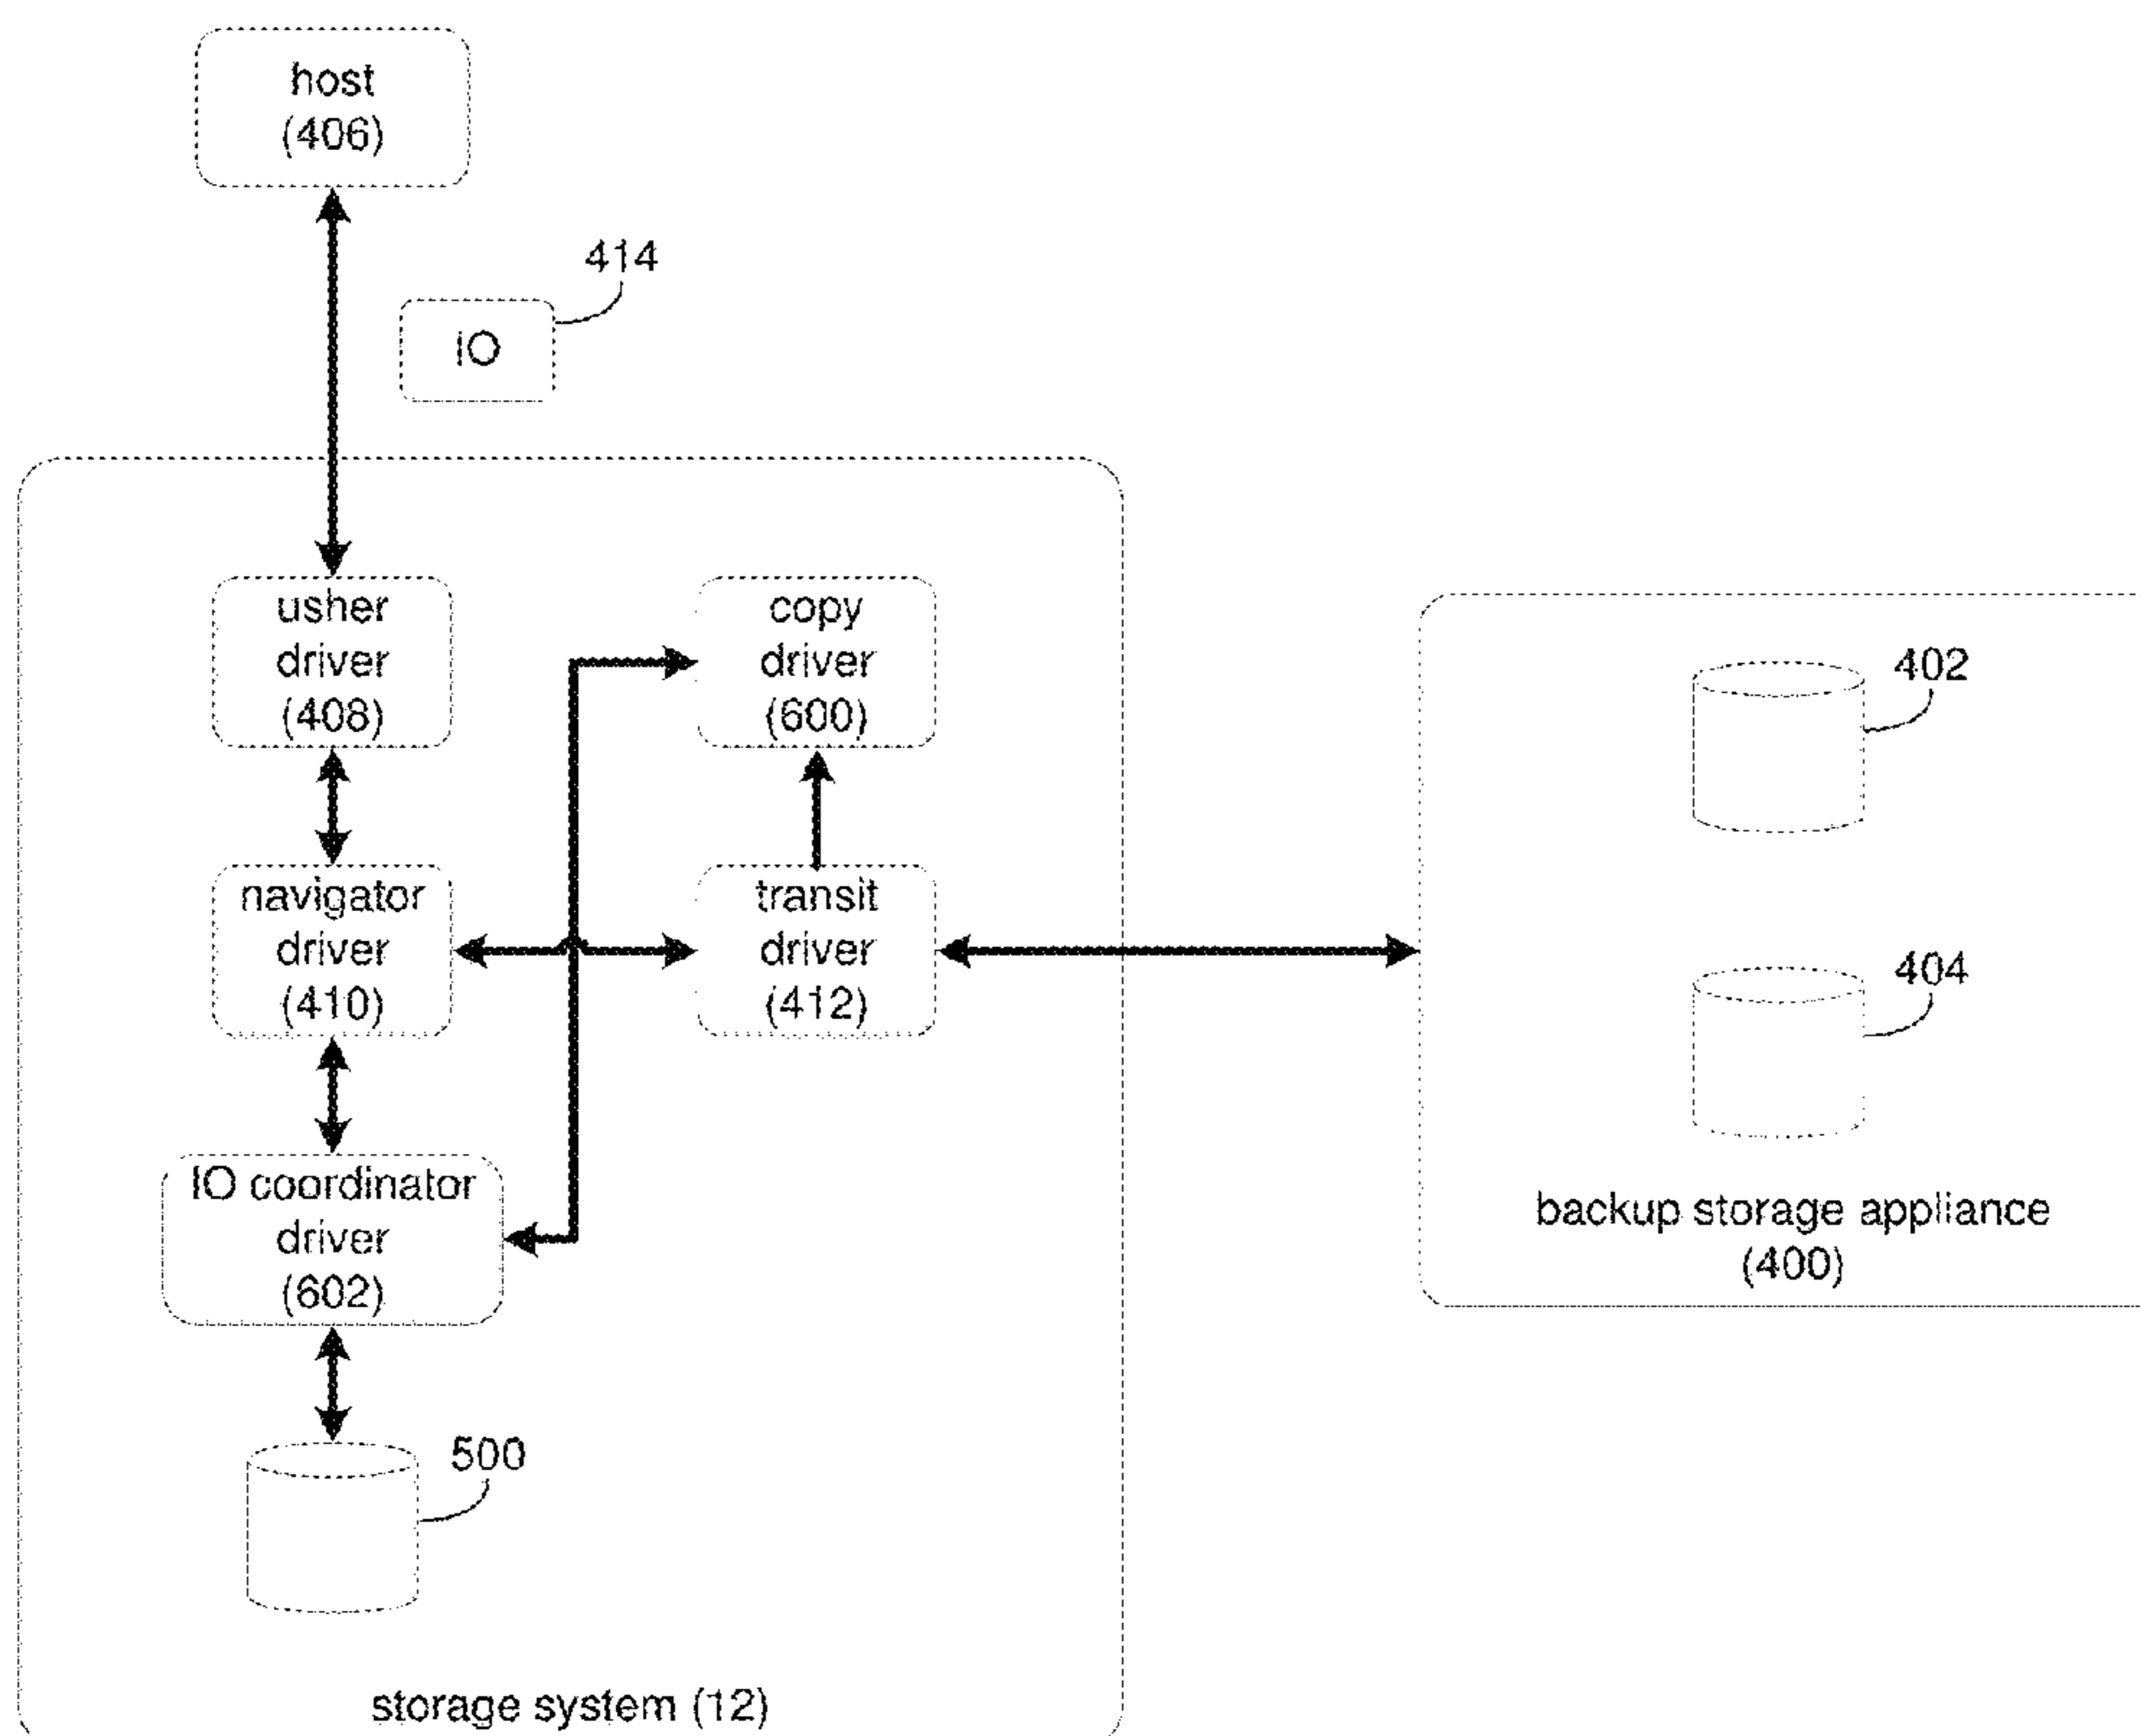 host
(406)
414
IO
usher
driver
(408)
copy
driver
(600)
402
navigator
driver
(410)
transit
driver
(412)
404
IO coordinator
driver
(602)
backup storage appliance
(400)
500
storage system (12)